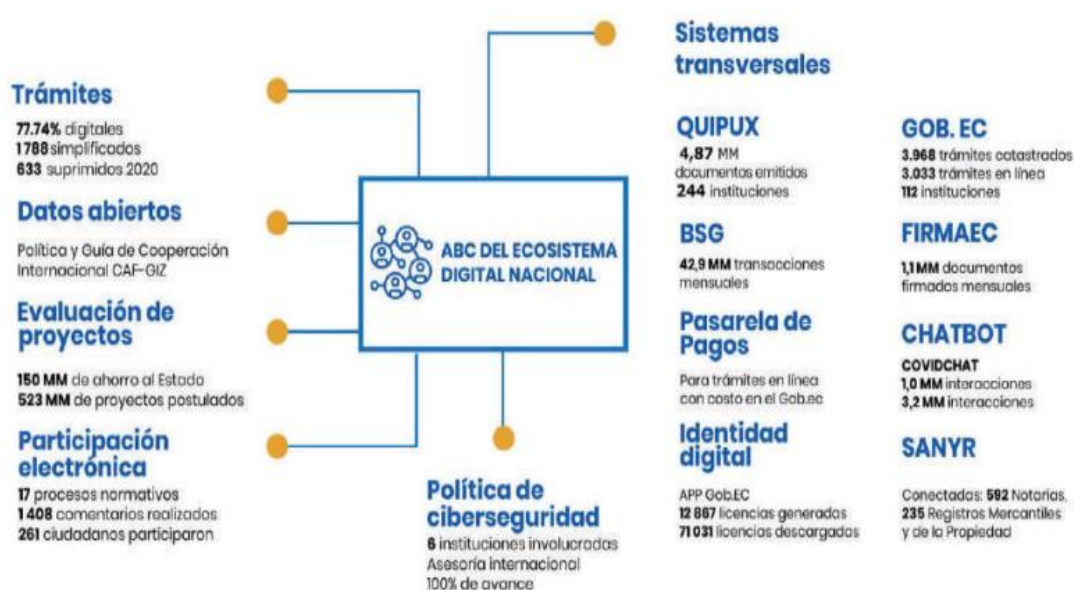 Trámites
77.74% digitales
1788 simplificados
633 suprimidos 2020
Datos abiertos
Política y Guía de Cooperación
Internacional CAF-GIZ
Evaluación de
proyectos
150 MM de ahorro al Estado
523 MM de proyectos postulados
Participación
electrónica
17 procesos normativos
1408 comentarios realizados
261 ciudadanos participaron
ABC DEL ECOSISTEMA
DIGITAL NACIONAL
Política de
ciberseguridad
6 instituciones involucradas
Asesoría internacional
100% de avance
Sistemas
transversales
QUIPUX
4,87 MM
documentos emitidos
244 instituciones
BSG
42,9 MM transacciones
mensuales
Pasarela de
Pagos
Para trámites en línea
con costo en el Gob.ec
Identidad
digital
APP Gob.EC
12 867 licencias generadas
71 031 licencias descargadas
GOB. EC
3.968 trámites catastrados
3.033 trámites en línea
112 instituciones
FIRMAEC
1,1 MM documentos
firmados mensuales
CHATBOT
COVIDCHAT
1,0 MM interacciones
3,2 MM interacciones
SANYR
Conectadas: 592 Notarías,
235 Registros Mercantiles
y de la Propiedad